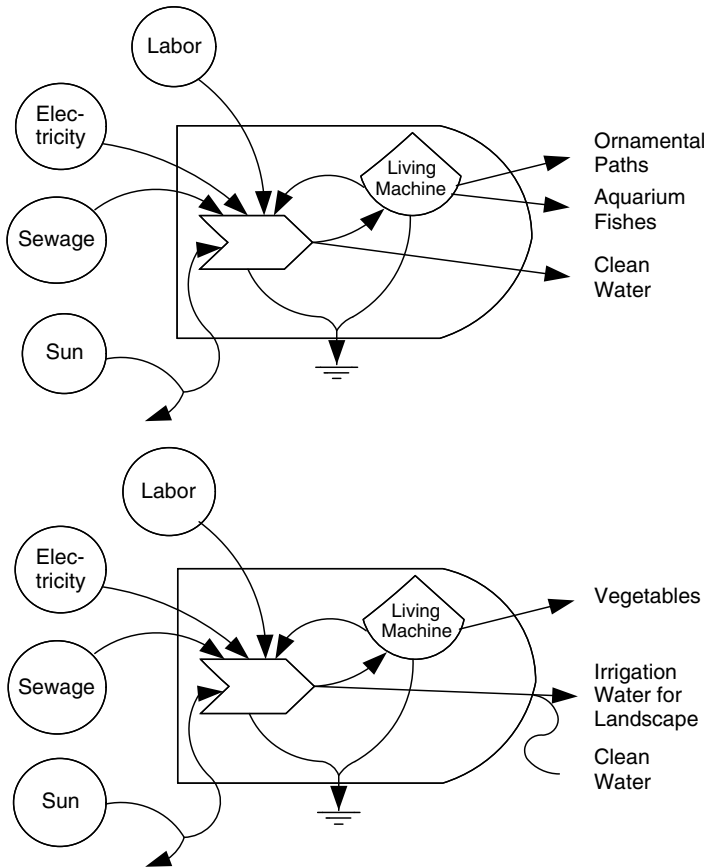 Labor
Elec-
tricity
Sewage
Sun
Living
Machine
Ornamental
Paths
Aquarium
Fishes
Clean
Water
Labor
Elec-
tricity
Sewage
Sun
Living
Machine
Vegetables
Irrigation
Water for
Landscape
Clean
Water